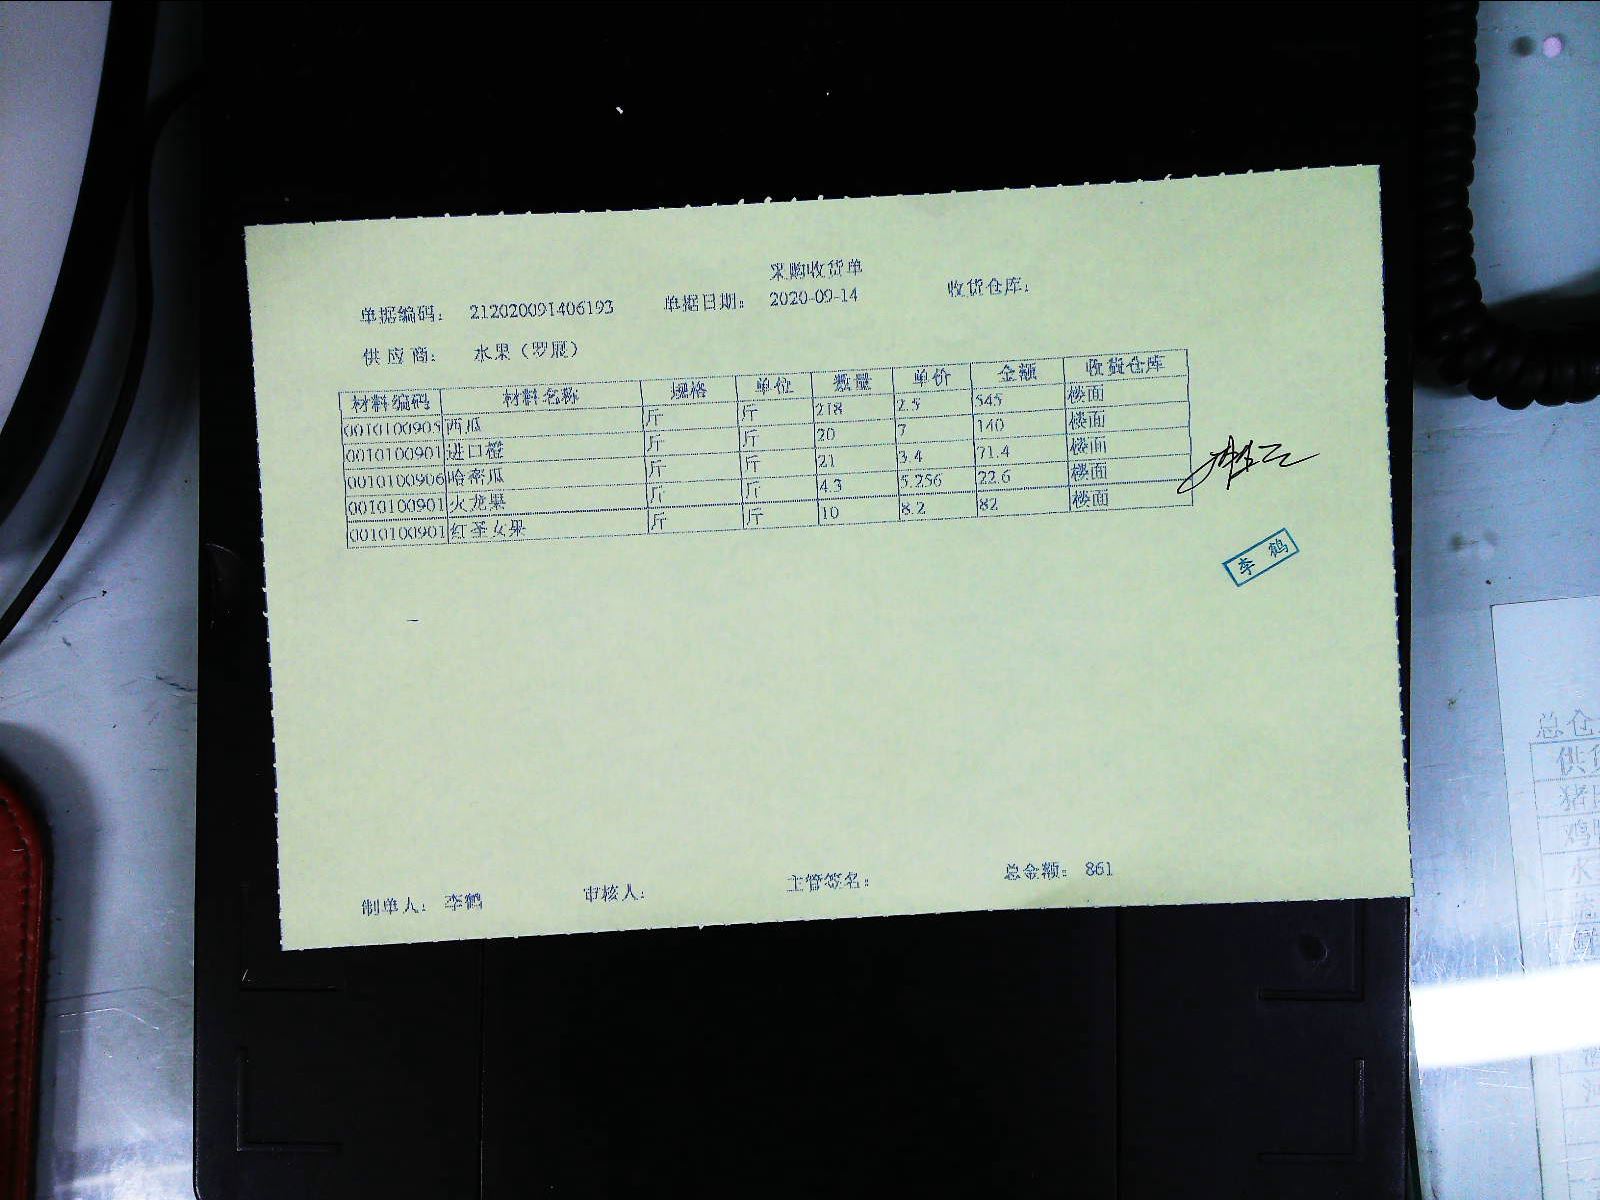 采购收货单
单据编码： 212020091406193 单据日期： 2020-09-14 收货仓库：
供应商： 水果（罗展）
材料编码 材料名称 规格 单位 数量 单价 金额 收货仓库
0010100905 西瓜 斤 斤 218 2.5 545 楼面
0010100901 进口橙 斤 斤 20 7 140 楼面
0010100906 哈密瓜 斤 斤 21 3.4 71.4 楼面
0010100901 火龙果 斤 斤 4.3 5.256 22.6 楼面
0010100901 红圣女果 斤 斤 10 8.2 82 楼面
李鹤
制单人： 李鹤 审核人： 主管签名： 总金额： 861
总仓
供
水